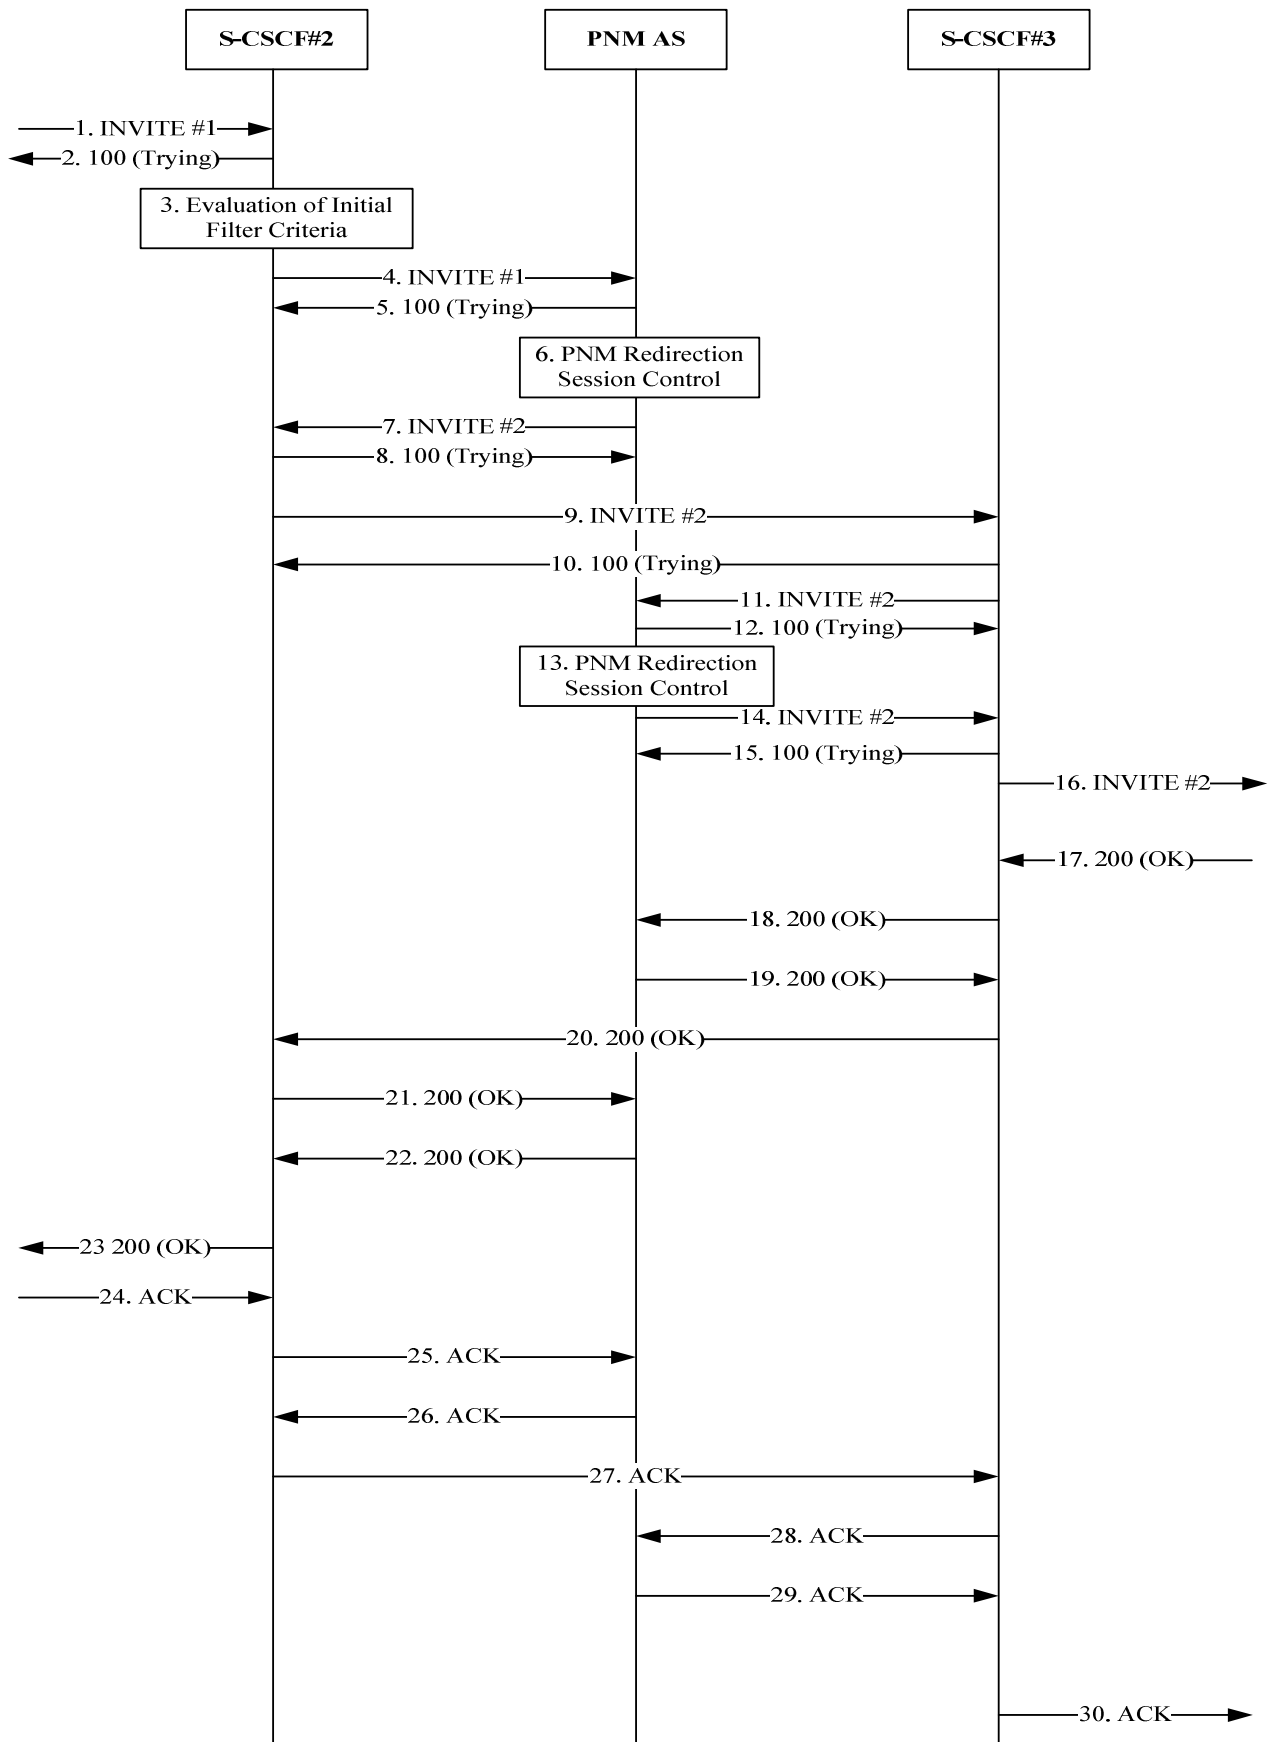 S-CSCF#2
PNM AS
S-CSCF#3
1. INVITE #1
2. 100 (Trying)
3. Evaluation of Initial
Filter Criteria
4. INVITE #1
5. 100 (Trying)
6. PNM Redirection
Session Control
7. INVITE #2
8. 100 (Trying)
9. INVITE #2
10. 100 (Trying)
11. INVITE #2
12. 100 (Trying)
13. PNM Redirection
Session Control
14. INVITE #2
15. 100 (Trying)
16. INVITE #2
17. 200 (OK)
18. 200 (OK)
19. 200 (OK)
20. 200 (OK)
21. 200 (OK)
22. 200 (OK)
23 200 (OK)
24. ACK
25. ACK
26. ACK
27. ACK
28. ACK
29. ACK
30. ACK